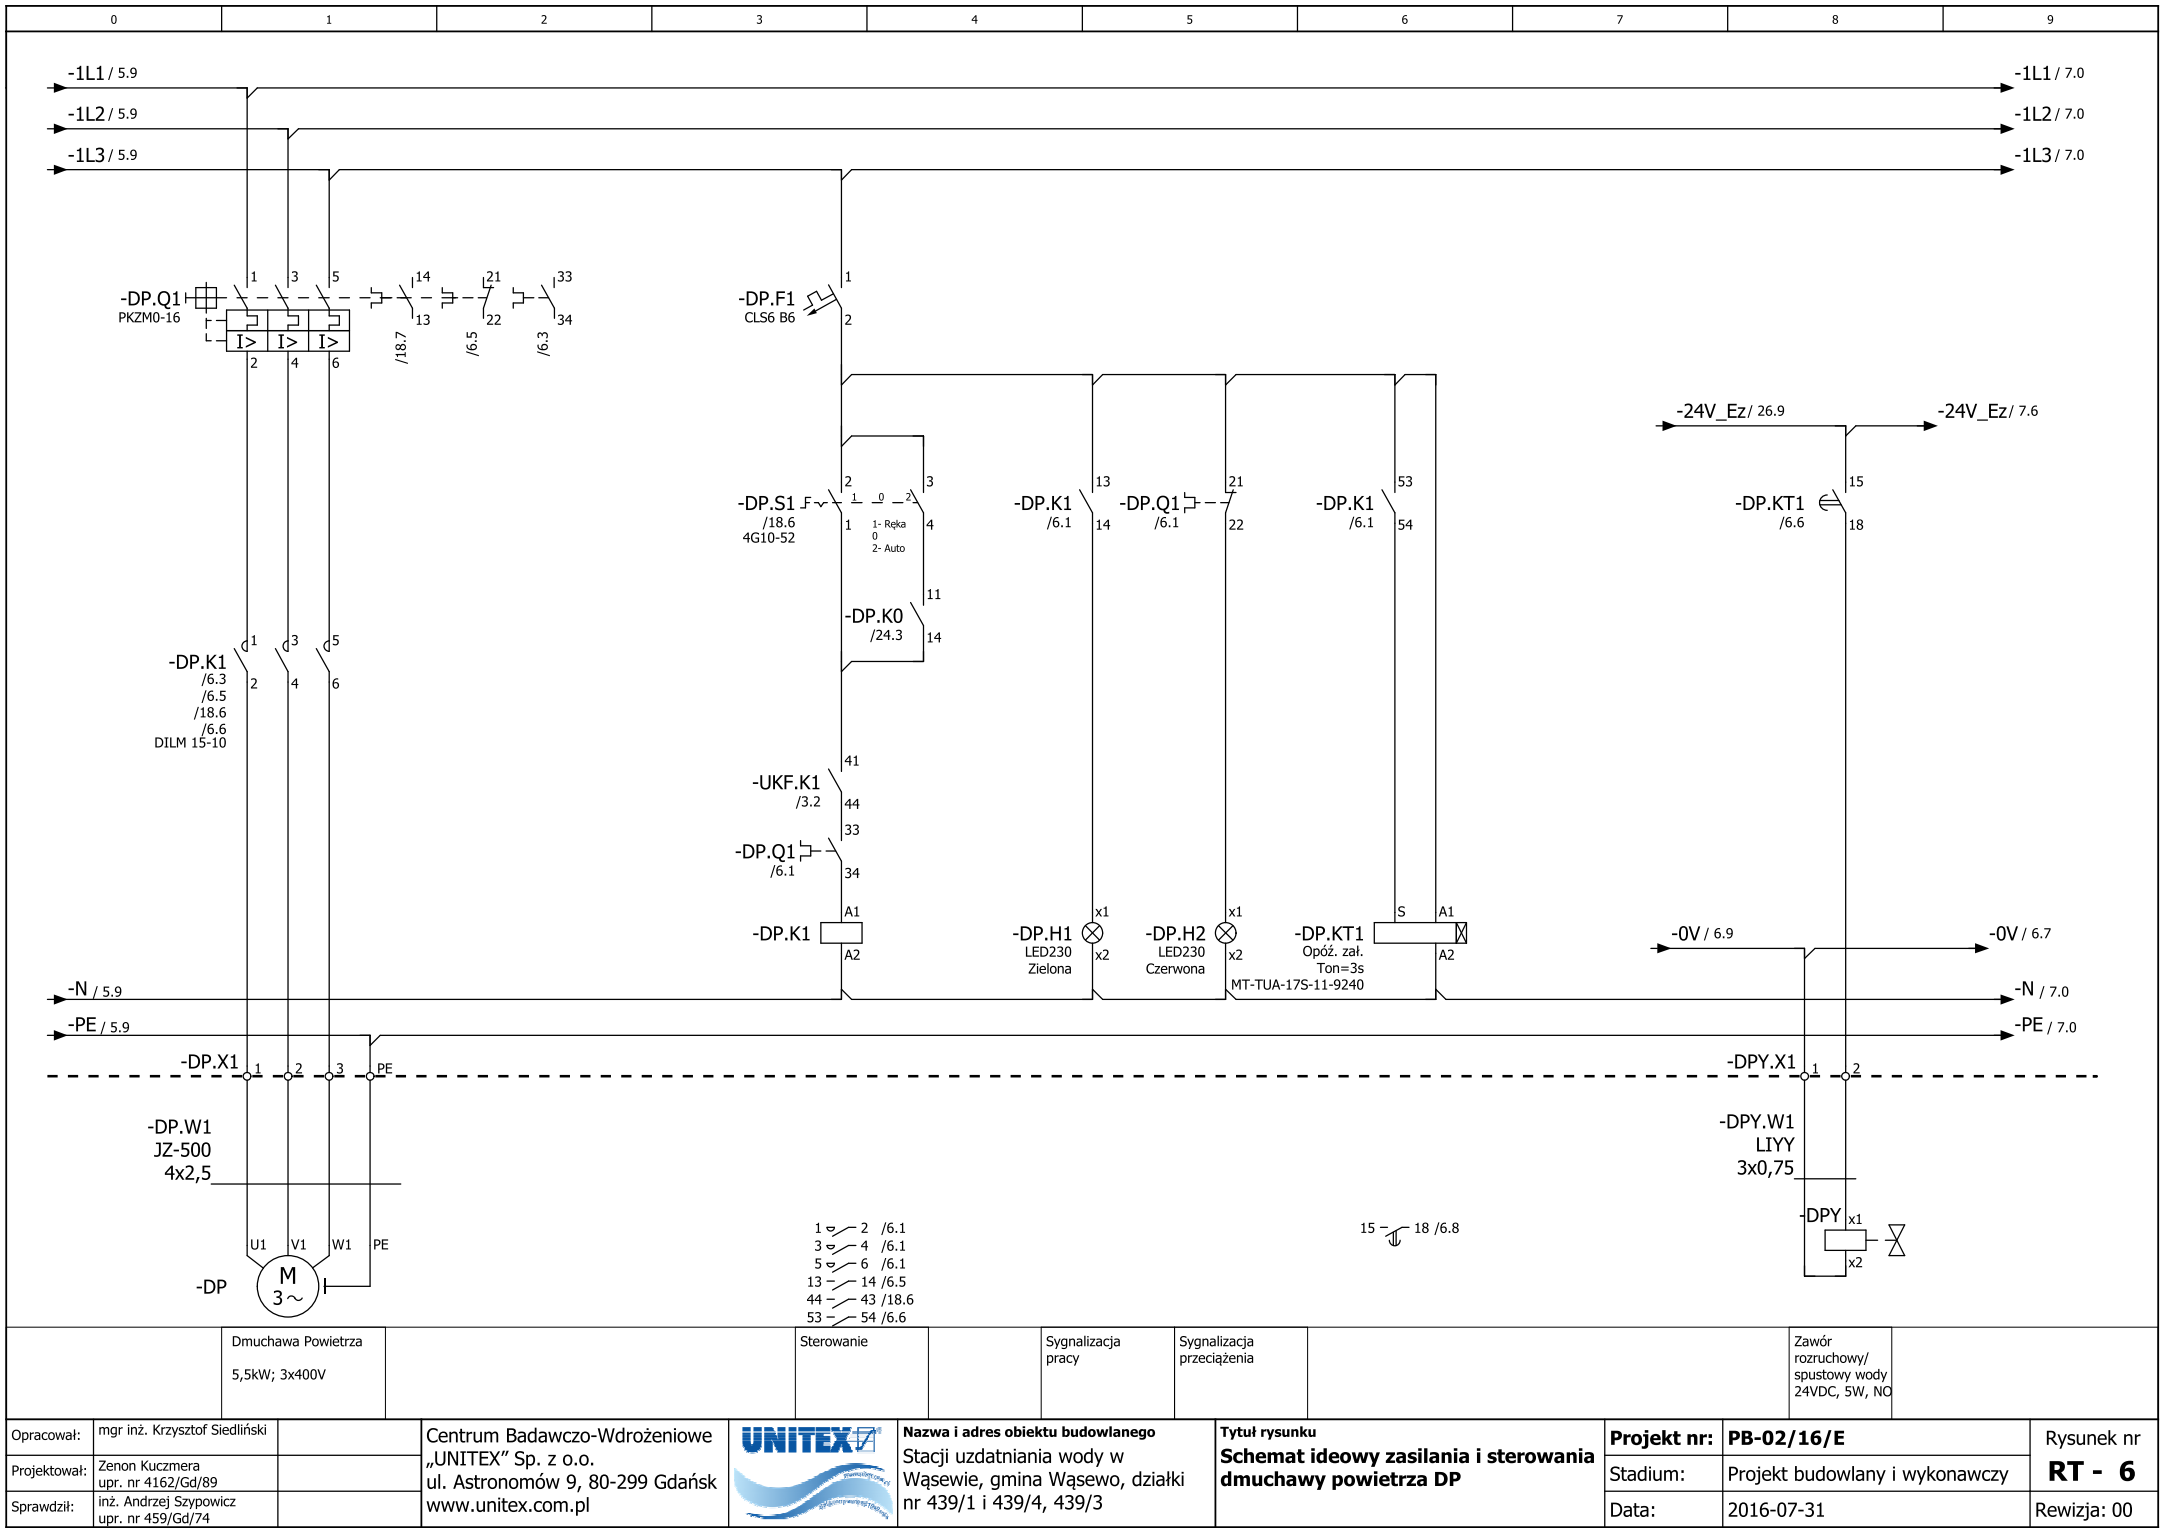 0 1 2 3 4 5 6 7 8 9
-1L1 / 5.9
-1L1 / 7.0
-1L2 / 5.9
-1L2 / 7.0
-1L3 / 5.9
-1L3 / 7.0
-DP.Q1
PKZM0-16
1 3 5
14 21 33
13 22 34
I> I> I>
2 4 6
/18.7 /6.5 /6.3
-DP.F1
CLS6 B6
1
2
-24V_Ez / 26.9
-24V_Ez / 7.6
-DP.S1
/18.6
4G10-52
2
1
1 0 2
1- Ręka
0
2- Auto
3
4
-DP.K1
/6.1
13
14
-DP.Q1
/6.1
21
22
-DP.K1
/6.1
53
54
-DP.KT1
/6.6
15
18
-DP.K0
/24.3
11
14
-DP.K1
/6.3
/6.5
/18.6
/6.6
DILM 15-10
1 3 5
2 4 6
-UKF.K1
/3.2
41
44
-DP.Q1
/6.1
33
34
-DP.K1
A1
A2
-DP.H1
LED230
Zielona
x1
x2
-DP.H2
LED230
Czerwona
x1
x2
-DP.KT1
Opóź. zał.
Ton=3s
MT-TUA-17S-11-9240
S A1
A2
-0V / 6.9
-0V / 6.7
-N / 5.9
-N / 7.0
-PE / 5.9
-PE / 7.0
-DP.X1 1 2 3 PE
-DPY.X1 1 2
-DP.W1
JZ-500
4x2,5
-DPY.W1
LIYY
3x0,75
U1 V1 W1 PE
-DP
M
3~
-DPY
x1
x2
1 2 /6.1
3 4 /6.1
5 6 /6.1
13 14 /6.5
44 43 /18.6
53 54 /6.6
15 18 /6.8
Dmuchawa Powietrza
5,5kW; 3x400V
Sterowanie
Sygnalizacja
pracy
Sygnalizacja
przeciążenia
Zawór
rozruchowy/
spustowy wody
24VDC, 5W, NO
Opracował: mgr inż. Krzysztof Siedliński
Projektował: Zenon Kuczmera
upr. nr 4162/Gd/89
Sprawdził: inż. Andrzej Szypowicz
upr. nr 459/Gd/74
Centrum Badawczo-Wdrożeniowe
„UNITEX” Sp. z o.o.
ul. Astronomów 9, 80-299 Gdańsk
www.unitex.com.pl
UNITEX
Nazwa i adres obiektu budowlanego
Stacji uzdatniania wody w
Wąsewie, gmina Wąsewo, działki
nr 439/1 i 439/4, 439/3
Tytuł rysunku
Schemat ideowy zasilania i sterowania
dmuchawy powietrza DP
Projekt nr: PB-02/16/E
Stadium: Projekt budowlany i wykonawczy
Data: 2016-07-31
Rysunek nr
RT - 6
Rewizja: 00